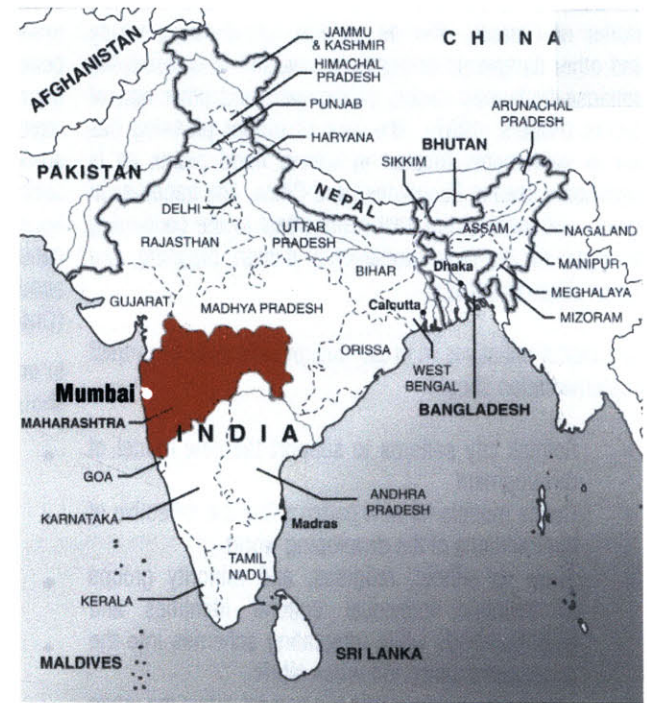 CHINA
AFGHANISTAN
JAMMU
& KASHMIR
HIMACHAL
PRADESH
PUNJAB
HARYANA
ARUNACHAL
PRADESH
BHUTAN
SIKKIM
PAKISTAN
NEPAL
DELHI
RAJASTHAN
UTTAR
PRADESH
ASSAM
NAGALAND
BIHAR
Dhaka
MANIPUR
MEGHALAYA
GUJARAT
MADHYA PRADESH
Calcutta
MIZORAM
ORISSA
WEST
BENGAL
Mumbai
BANGLADESH
MAHARASHTRA
INDIA
GOA
ANDHRA
PRADESH
KARNATAKA
Madras
TAMIL
NADU
KERALA
MALDIVES
SRI LANKA